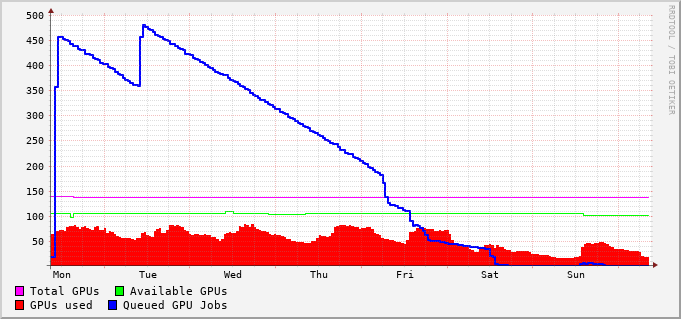 500
450
400
350
300
250
200
150
100
50
Mon Tue Wed Thu Fri Sat Sun
Total GPUs Available GPUs
GPUs used Queued GPU Jobs
RRDTOOL / TOBI OETIKER